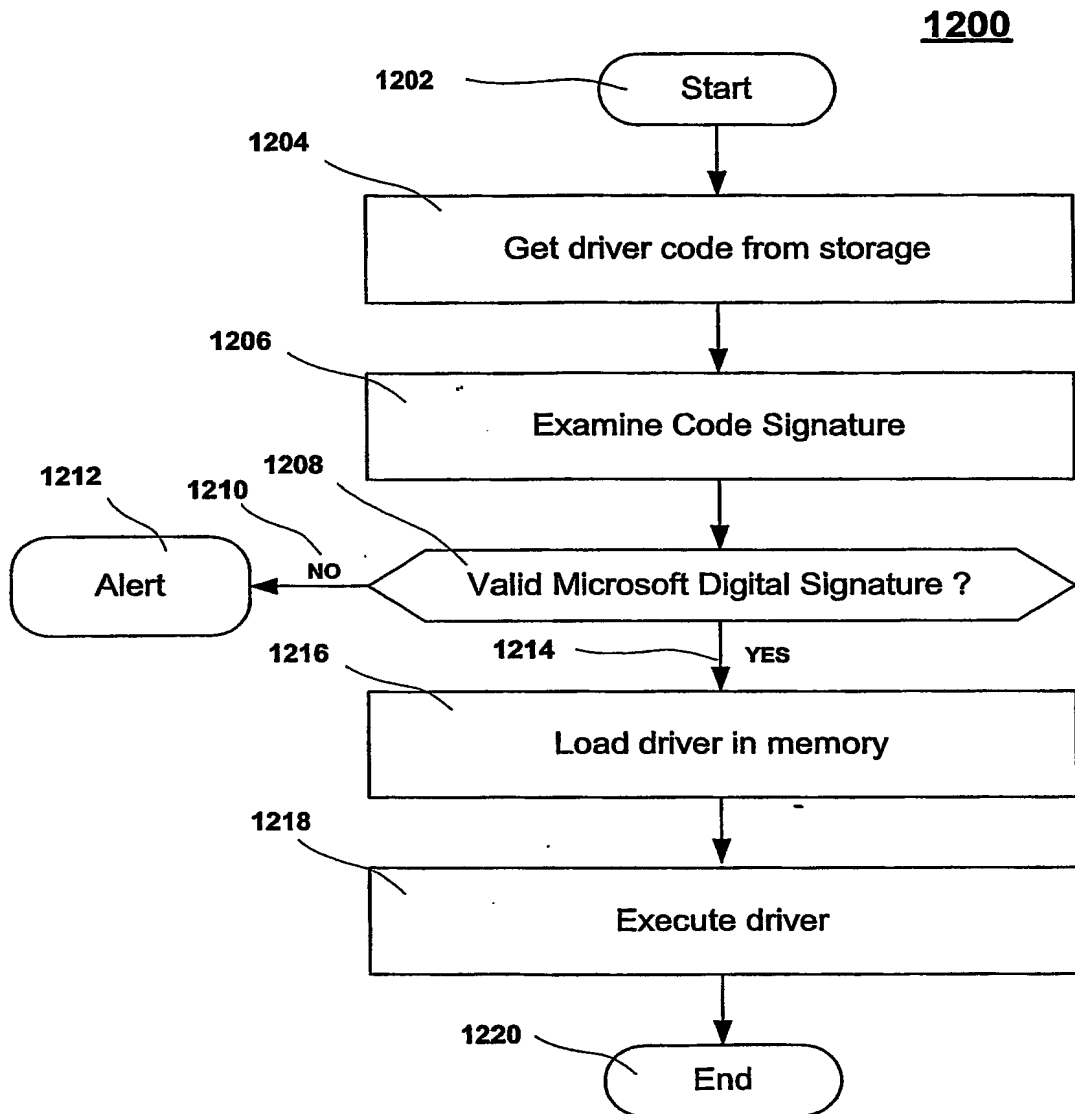 1200
1202
Start
1204
Get driver code from storage
1206
Examine Code Signature
1208
1212
1210
Alert
NO
Valid Microsoft Digital Signature ?
1214
YES
1216
Load driver in memory
1218
Execute driver
1220
End